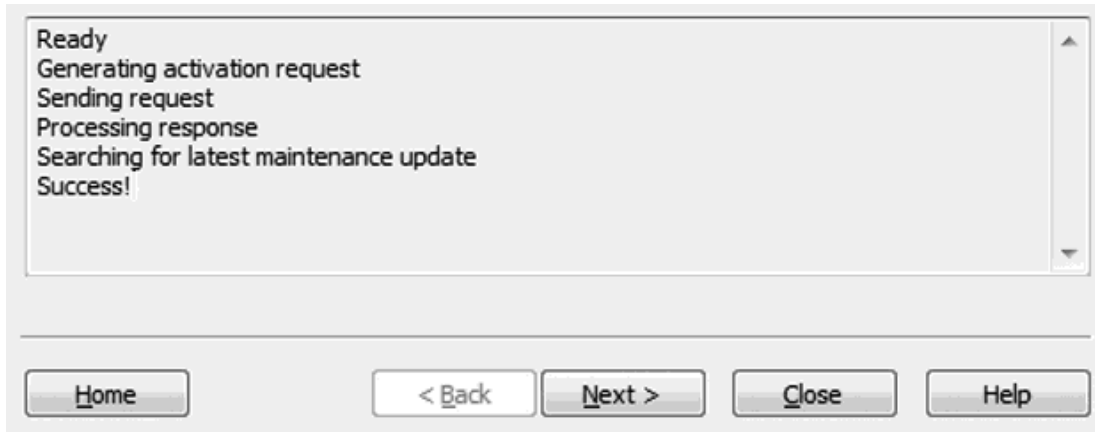 Ready
Generating activation request
Sending request
Processing response
Searching for latest maintenance update
Success!
Home
< Back
Next >
Close
Help